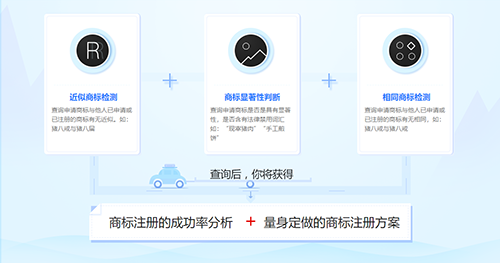 近似商标检测
查询申请商标与他人已申请或
已注册的商标有无近似。如:
猪八戒与猪八届
商标显著性判断
查询申请商标是否是具有显著
性、是否含有法律禁用词汇
如: “现宰猪肉” “手工煎
饼”
相同商标检测
查询申请商标与他人已申请或
已注册的商标有无相同, 如:
猪八戒与猪八戒
查询后，你将获得
商标注册的成功率分析 + 量身定做的商标注册方案